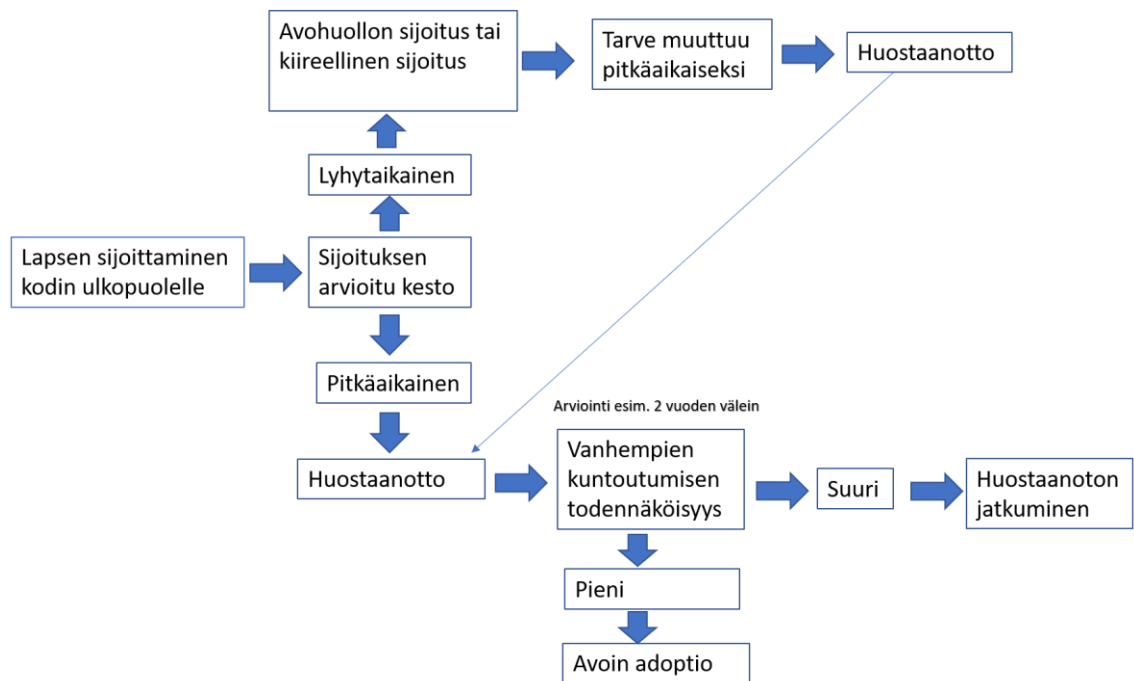 Avohuollon sijoitus tai
kiireellinen sijoitus
Tarve muuttuu
pitkäaikaiseksi
Huostaanotto
Lyhytaikainen
Lapsen sijoittaminen
kodin ulkopuolelle
Sijoituksen
arvioitu kesto
Pitkäaikainen
Huostaanotto
Arviointi esim. 2 vuoden välein
Vanhempien
kuntoutumisen
todennäköisyys
Suuri
Huostaanoton
jatkuminen
Pieni
Avoin adoptio